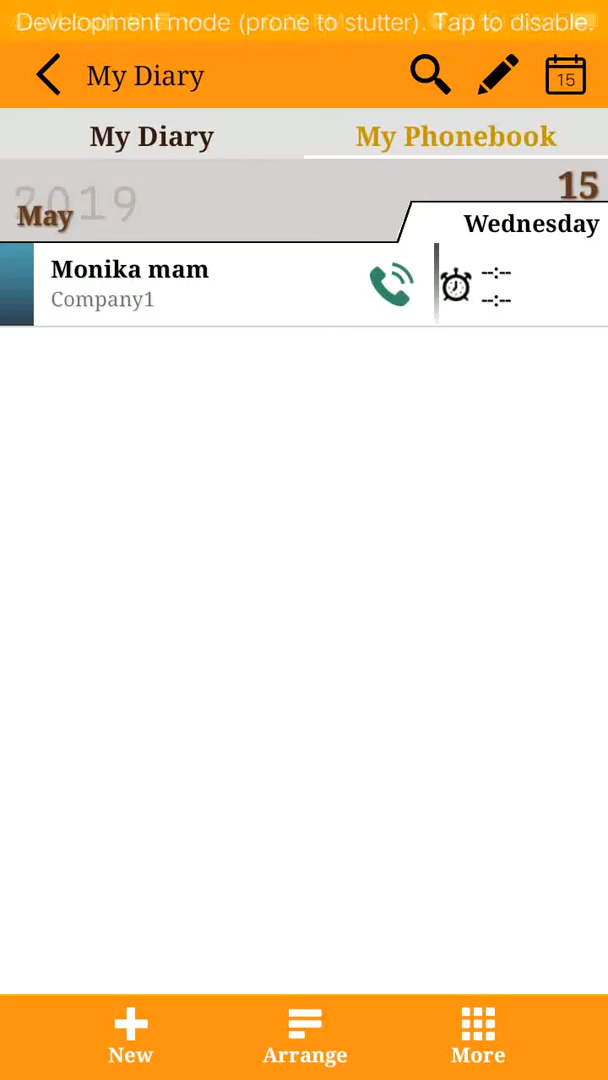 Development mode (prone to stutter). Tap to disable.
My Diary
15
My Diary
My Phonebook
2019
May
15
Wednesday
Monika mam
Company1
--:--
--:--
New
Arrange
More